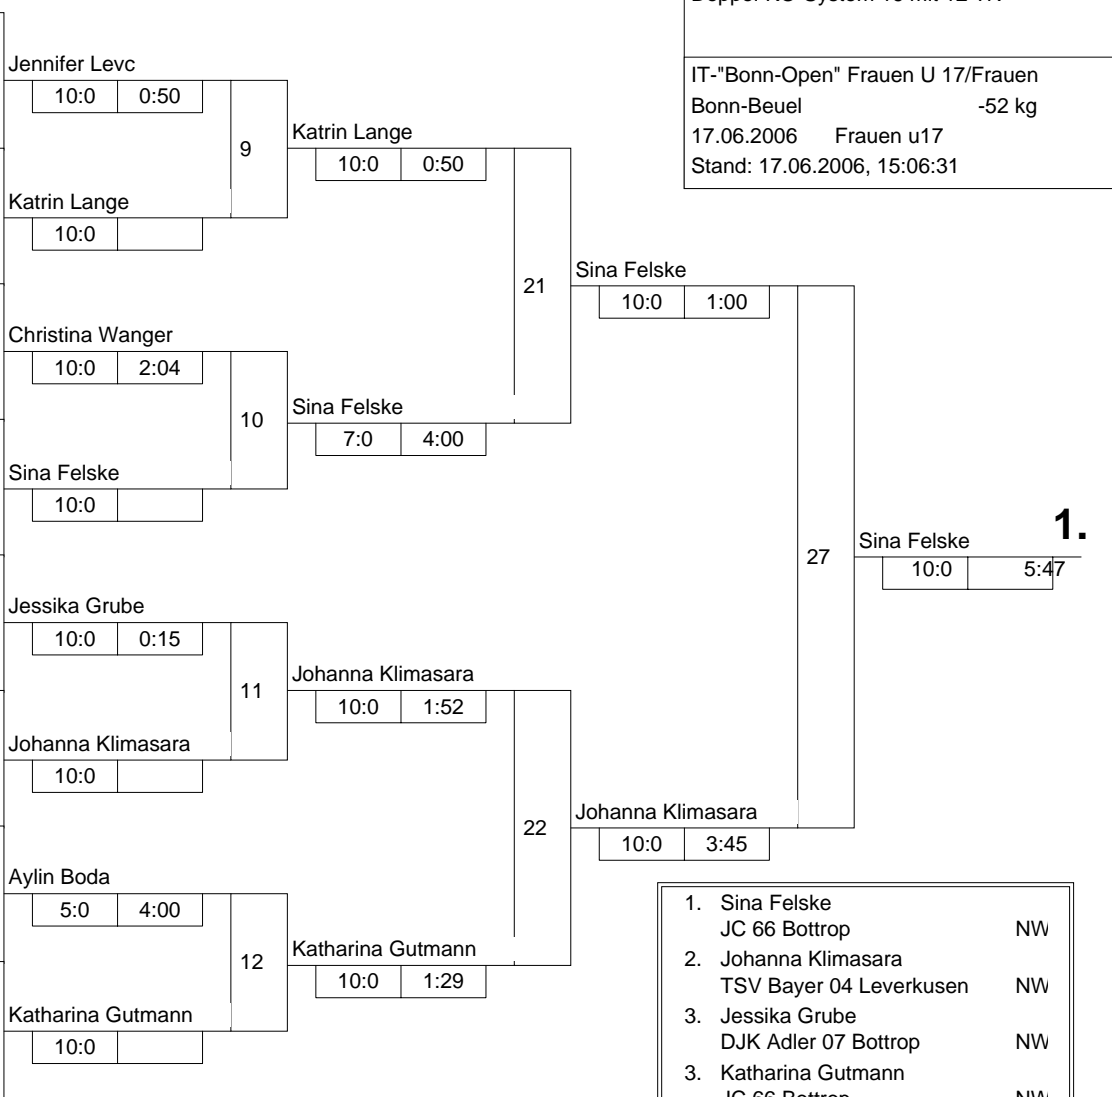 IT-"Bonn-Open" Frauen U 17/Frauen
Bonn-Beuel -52 kg
17.06.2006 Frauen u17
Stand: 17.06.2006, 15:06:31
Jennifer Levc
10:0 0:50
9
Katrin Lange
10:0
Katrin Lange
10:0 0:50
Christina Wanger
10:0 2:04
10
Sina Felske
10:0
Sina Felske
7:0 4:00
21
Sina Felske
10:0 1:00
Jessika Grube
10:0 0:15
11
Johanna Klimasara
10:0
Johanna Klimasara
10:0 1:52
Aylin Boda
5:0 4:00
12
Katharina Gutmann
10:0
Katharina Gutmann
10:0 1:29
22
Johanna Klimasara
10:0 3:45
27
1.
Sina Felske
10:0 5:47
1. Sina Felske
JC 66 Bottrop NW
2. Johanna Klimasara
TSV Bayer 04 Leverkusen NW
3. Jessika Grube
DJK Adler 07 Bottrop NW
3. Katharina Gutmann
JC 66 Bottrop NW